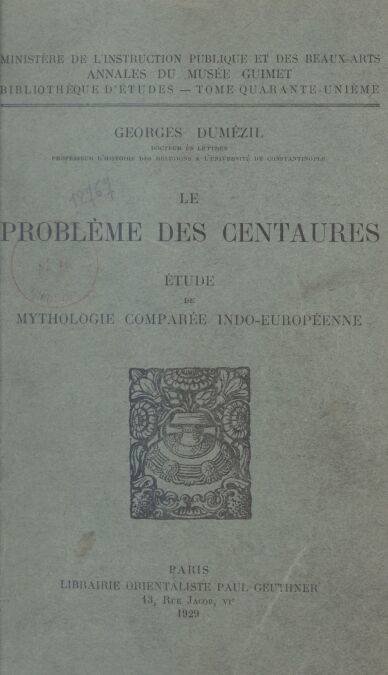 MINISTÈRE DE L'INSTRUCTION PUBLIQUE ET DES BEAUX-ARTS
ANNALES DU MUSÉE GUIMET
BIBLIOTHÈQUE D'ÉTUDES — TOME QUARANTE-UNIÈME
GEORGES DUMÉZIL
DOCTEUR ÈS LETTRES
PROFESSEUR D'HISTOIRE DES RELIGIONS A L'UNIVERSITÉ DE CONSTANTINOPLE
12767
LE
PROBLÈME DES CENTAURES
ÉTUDE
DE
MYTHOLOGIE COMPARÉE INDO-EUROPÉENNE
PARIS
LIBRAIRIE ORIENTALISTE PAUL GEUTHNER
13, RUE JACOB, VIe
1929